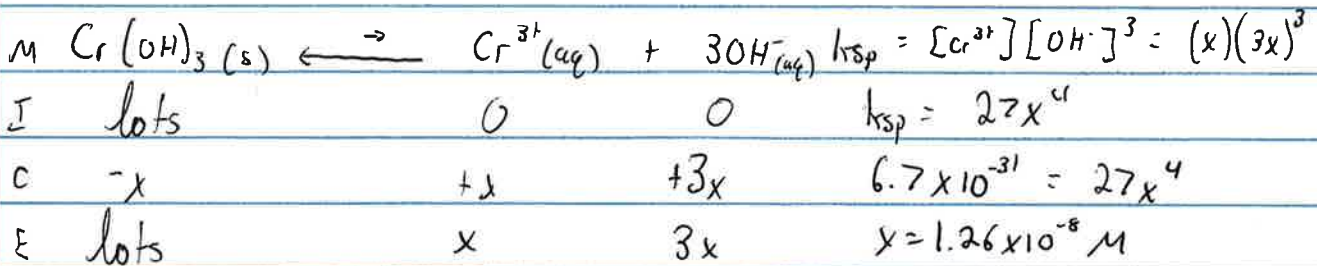 M Cr(OH)₃ (s) ⟵→ Cr³⁺(aq) + 3OH⁻(aq) ksp = [Cr³⁺][OH⁻]³ = (x)(3x)³
I lots 0 0 ksp = 27x⁴
C -x +x +3x 6.7x10⁻³¹ = 27x⁴
E lots x 3x x = 1.26x10⁻⁸ M